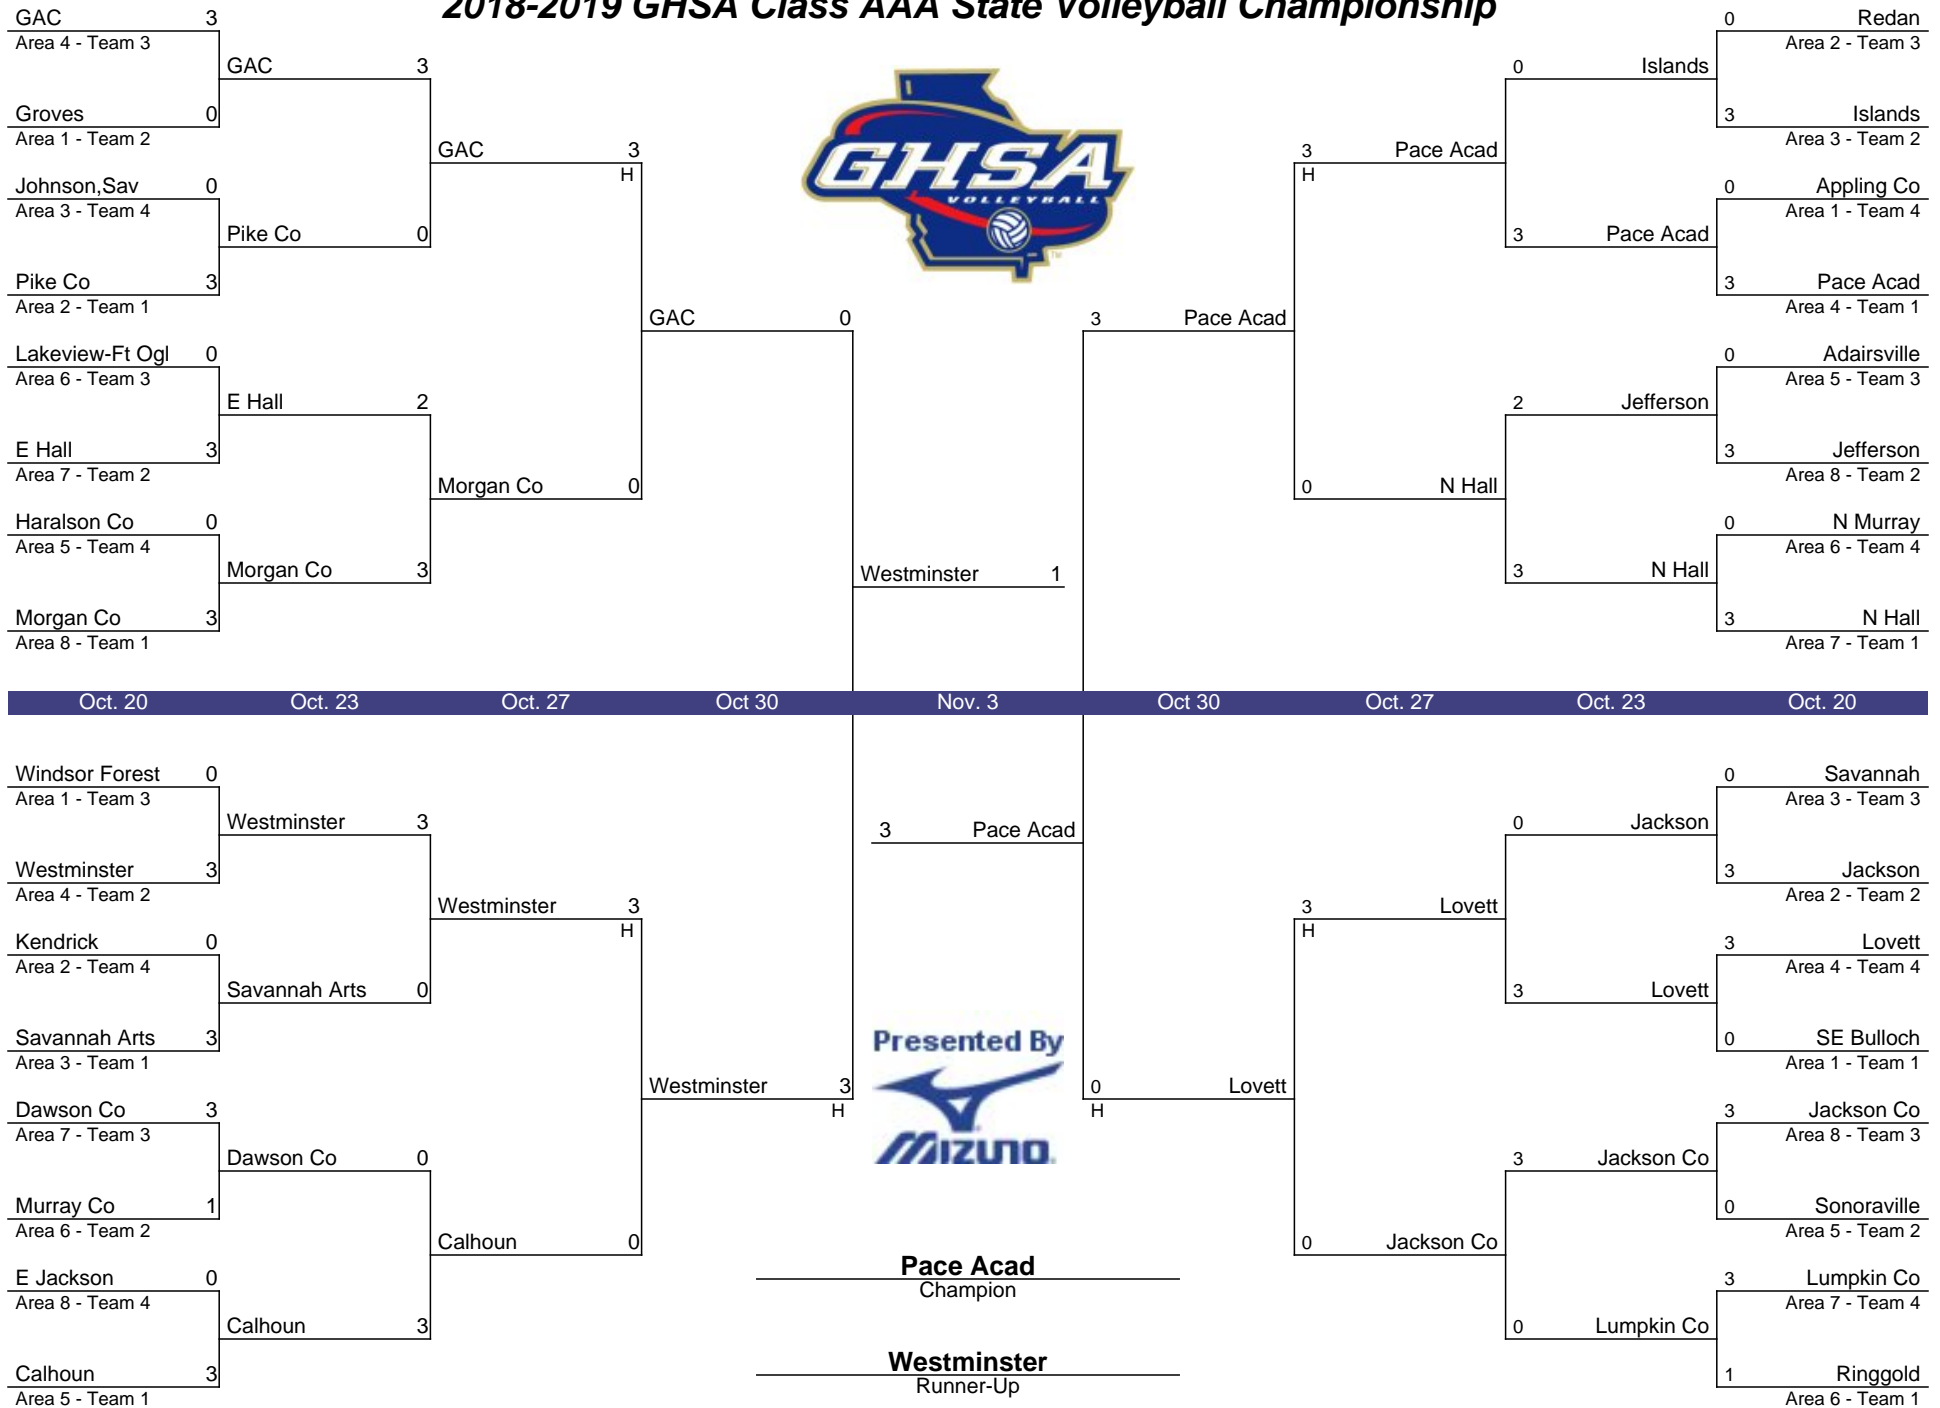 2018-2019 GHSA Class AAA State Volleyball Championship
GAC 3
Area 4 - Team 3
Groves 0
Area 1 - Team 2
Johnson,Sav 0
Area 3 - Team 4
Pike Co 3
Area 2 - Team 1
Lakeview-Ft Ogl 0
Area 6 - Team 3
E Hall 3
Area 7 - Team 2
Haralson Co 0
Area 5 - Team 4
Morgan Co 3
Area 8 - Team 1
GAC 3
Pike Co 0
E Hall 2
Morgan Co 3
GAC 3
H
Morgan Co 0
GAC 0
Westminster 1
GHSA
VOLLEYBALL
TM
3 Pace Acad
3 Pace Acad
H
0 N Hall
0 Islands
3 Pace Acad
2 Jefferson
3 N Hall
0 Redan
Area 2 - Team 3
3 Islands
Area 3 - Team 2
0 Appling Co
Area 1 - Team 4
3 Pace Acad
Area 4 - Team 1
0 Adairsville
Area 5 - Team 3
3 Jefferson
Area 8 - Team 2
0 N Murray
Area 6 - Team 4
3 N Hall
Area 7 - Team 1
Oct. 20 Oct. 23 Oct. 27 Oct 30 Nov. 3 Oct 30 Oct. 27 Oct. 23 Oct. 20
Windsor Forest 0
Area 1 - Team 3
Westminster 3
Area 4 - Team 2
Kendrick 0
Area 2 - Team 4
Savannah Arts 3
Area 3 - Team 1
Dawson Co 3
Area 7 - Team 3
Murray Co 1
Area 6 - Team 2
E Jackson 0
Area 8 - Team 4
Calhoun 3
Area 5 - Team 1
Westminster 3
Savannah Arts 0
Dawson Co 0
Calhoun 3
Westminster 3
H
Calhoun 0
Westminster 3
H
3 Pace Acad
Presented By
MIZUNO
0 Lovett
H
3 Lovett
H
0 Jackson Co
0 Jackson
3 Lovett
3 Jackson Co
0 Lumpkin Co
0 Savannah
Area 3 - Team 3
3 Jackson
Area 2 - Team 2
3 Lovett
Area 4 - Team 4
0 SE Bulloch
Area 1 - Team 1
3 Jackson Co
Area 8 - Team 3
0 Sonoraville
Area 5 - Team 2
3 Lumpkin Co
Area 7 - Team 4
1 Ringgold
Area 6 - Team 1
Pace Acad
Champion
Westminster
Runner-Up